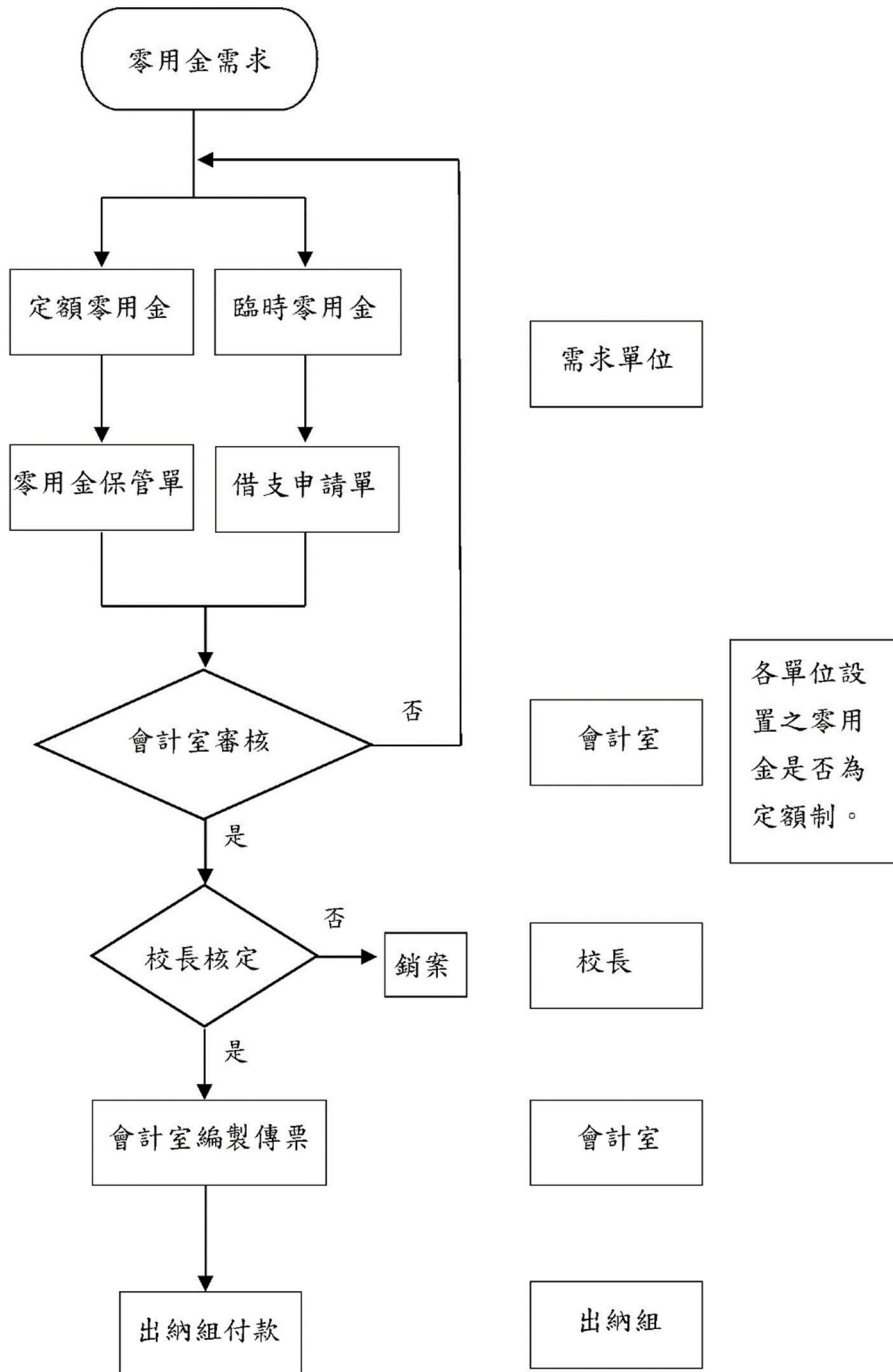 零用金需求
定額零用金
臨時零用金
需求單位
零用金保管單
借支申請單
會計室審核
否
會計室
各單位設
置之零用
金是否為
定額制。
是
校長核定
否
銷案
校長
是
會計室編製傳票
會計室
出納組付款
出納組